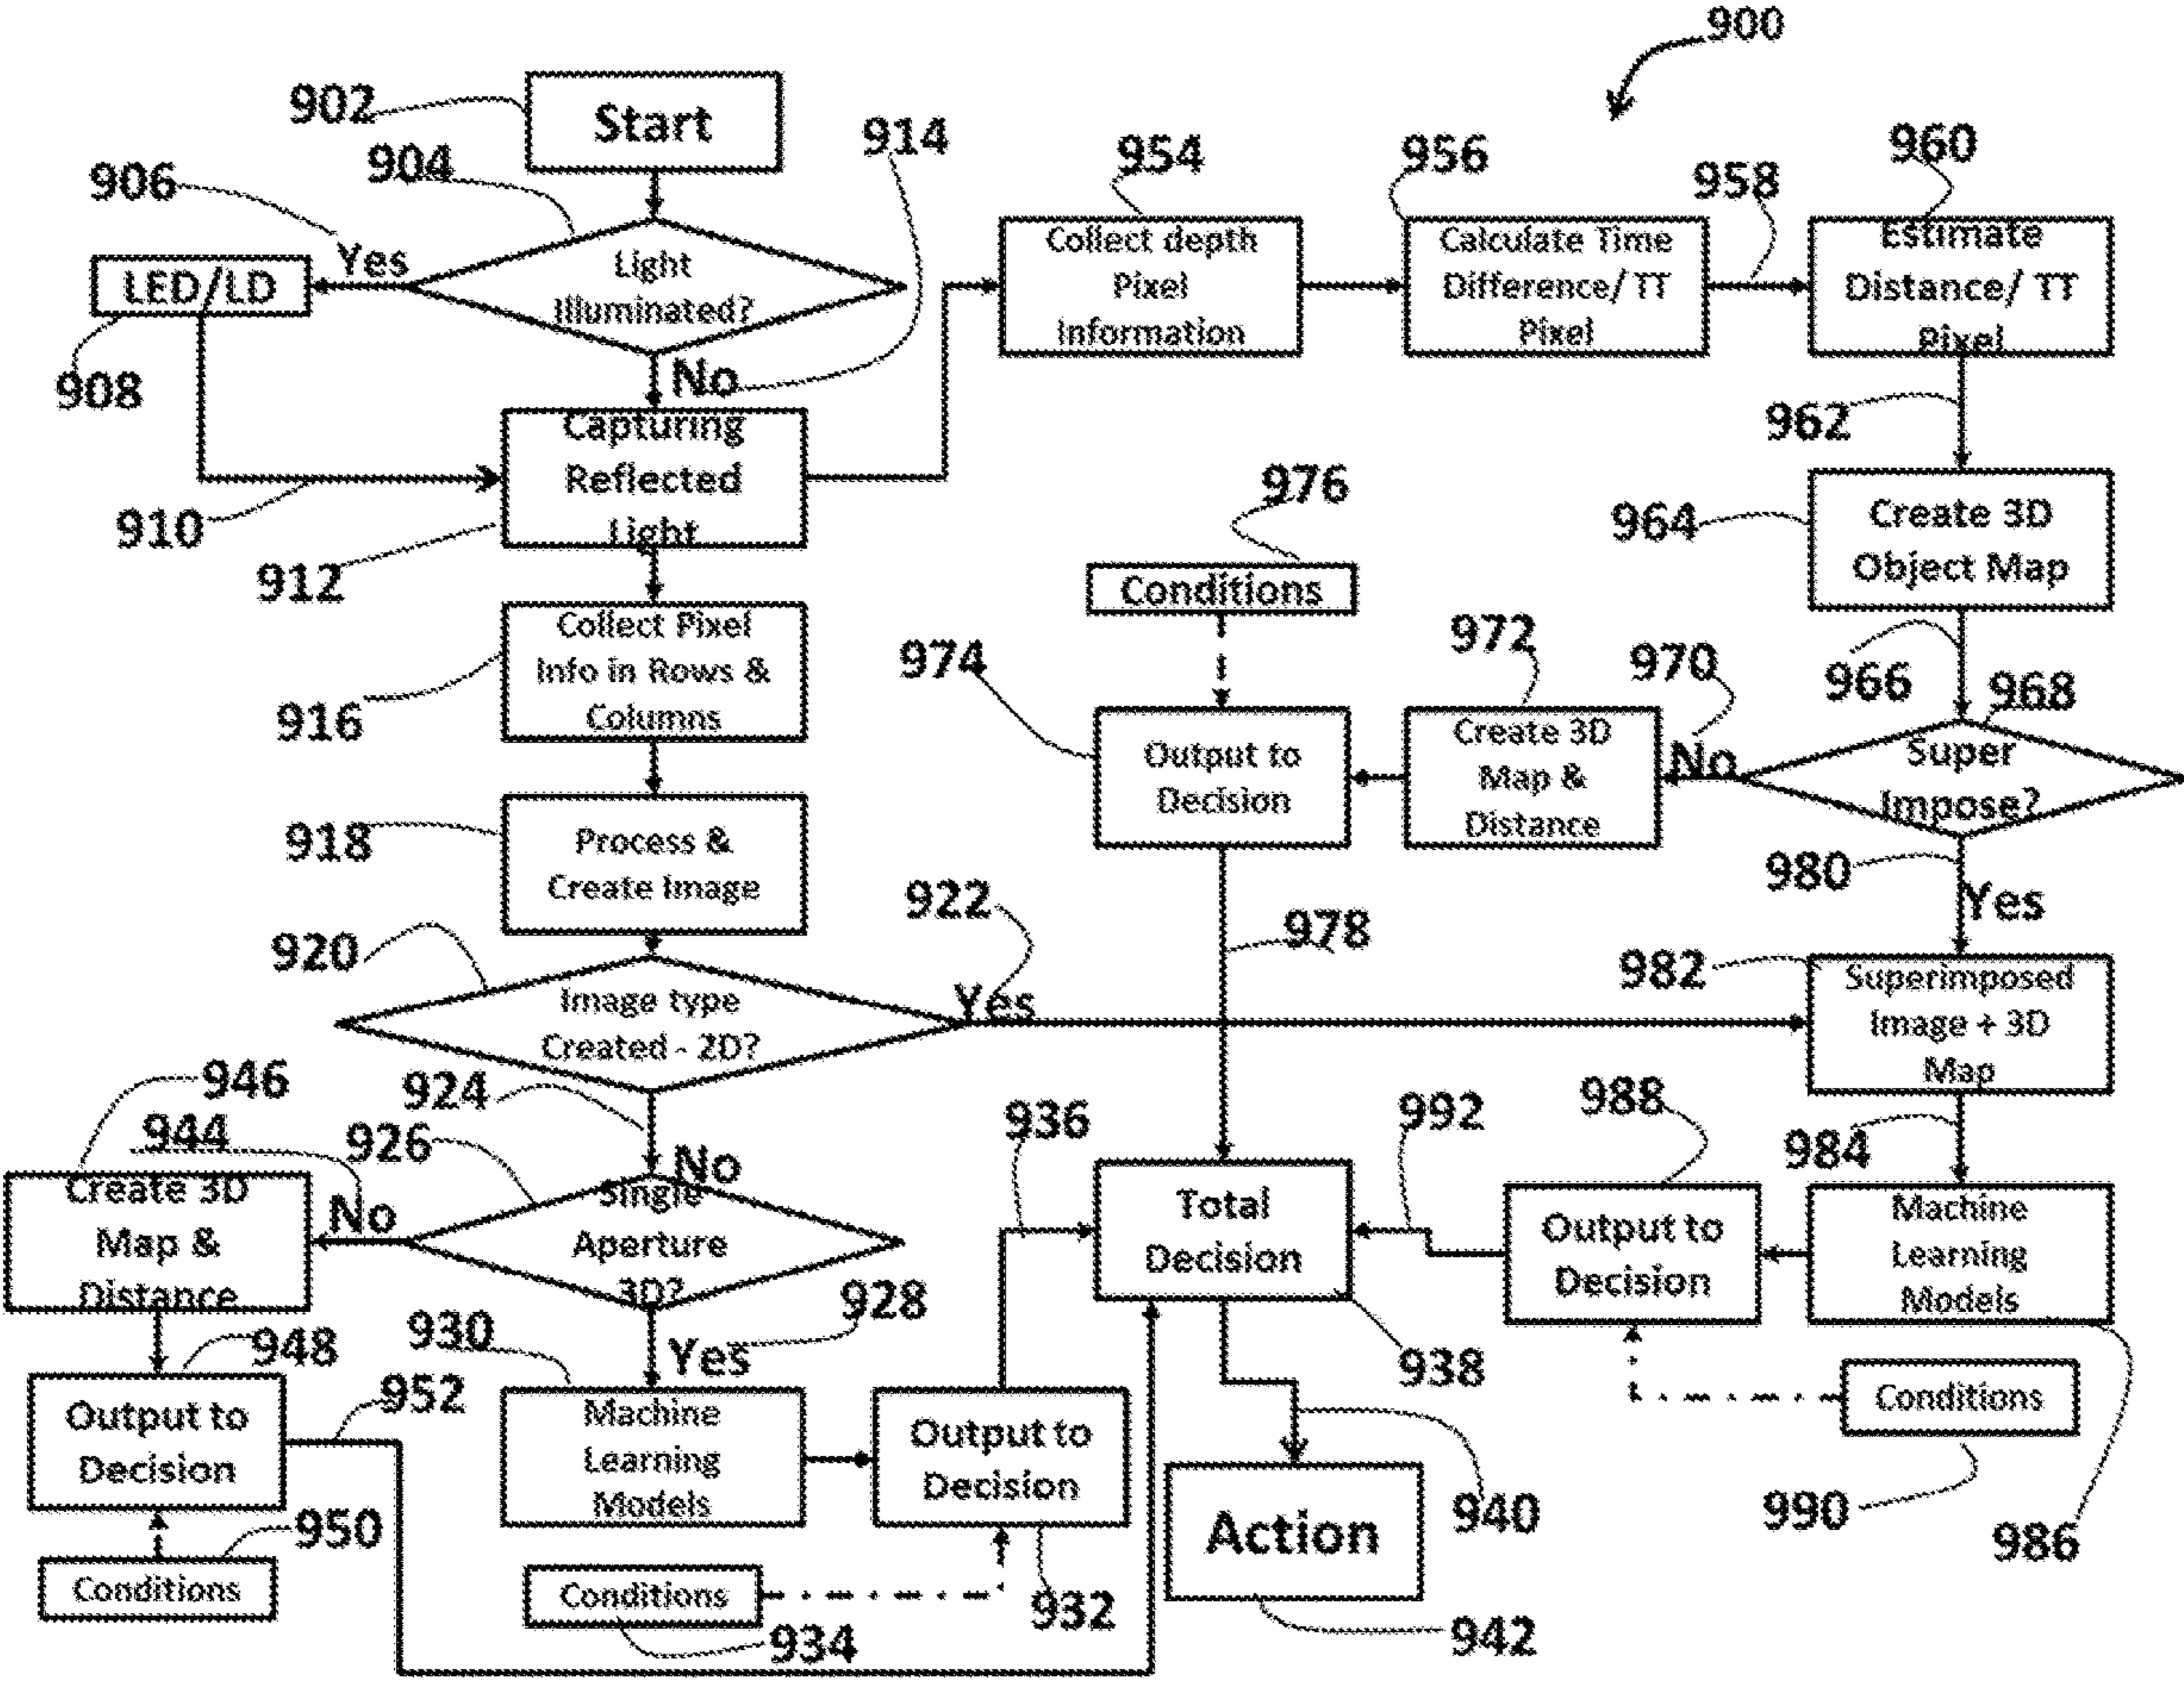 900
902
Start
904
906
914
Yes
Light
Illuminated?
LED/LD
908
No
910
Capturing
Reflected
Light
912
954
Collect depth
Pixel
Information
956
Calculate Time
Difference/ TT
Pixel
958
960
Estimate
Distance/ TT
Pixel
962
964
Create 3D
Object Map
966
968
Super
Impose?
970
No
972
Create 3D
Map &
Distance
976
Conditions
974
Output to
Decision
978
980
Yes
982
Superimposed
Image + 3D
Map
984
Machine
Learning
Models
986
988
Output to
Decision
990
Conditions
992
916
Collect Pixel
Info in Rows &
Columns
918
Process &
Create Image
920
Image type
Created - 2D?
922
Yes
924
No
926
Single
Aperture
3D?
944
No
946
Create 3D
Map &
Distance
948
Output to
Decision
950
Conditions
952
928
Yes
930
Machine
Learning
Models
932
Output to
Decision
934
Conditions
936
Total
Decision
938
940
Action
942